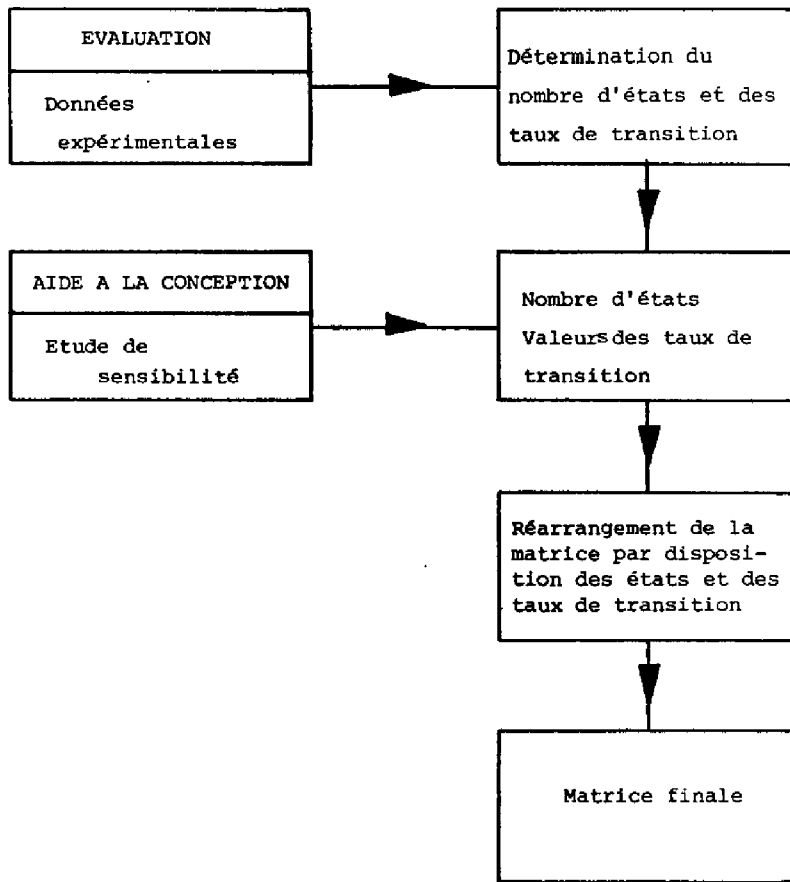 EVALUATION
Données
expérimentales
Détermination du
nombre d'états et des
taux de transition
AIDE A LA CONCEPTION
Etude de
sensibilité
Nombre d'états
Valeurs des taux de
transition
Réarrangement de la
matrice par disposi-
tion des états et des
taux de transition
Matrice finale